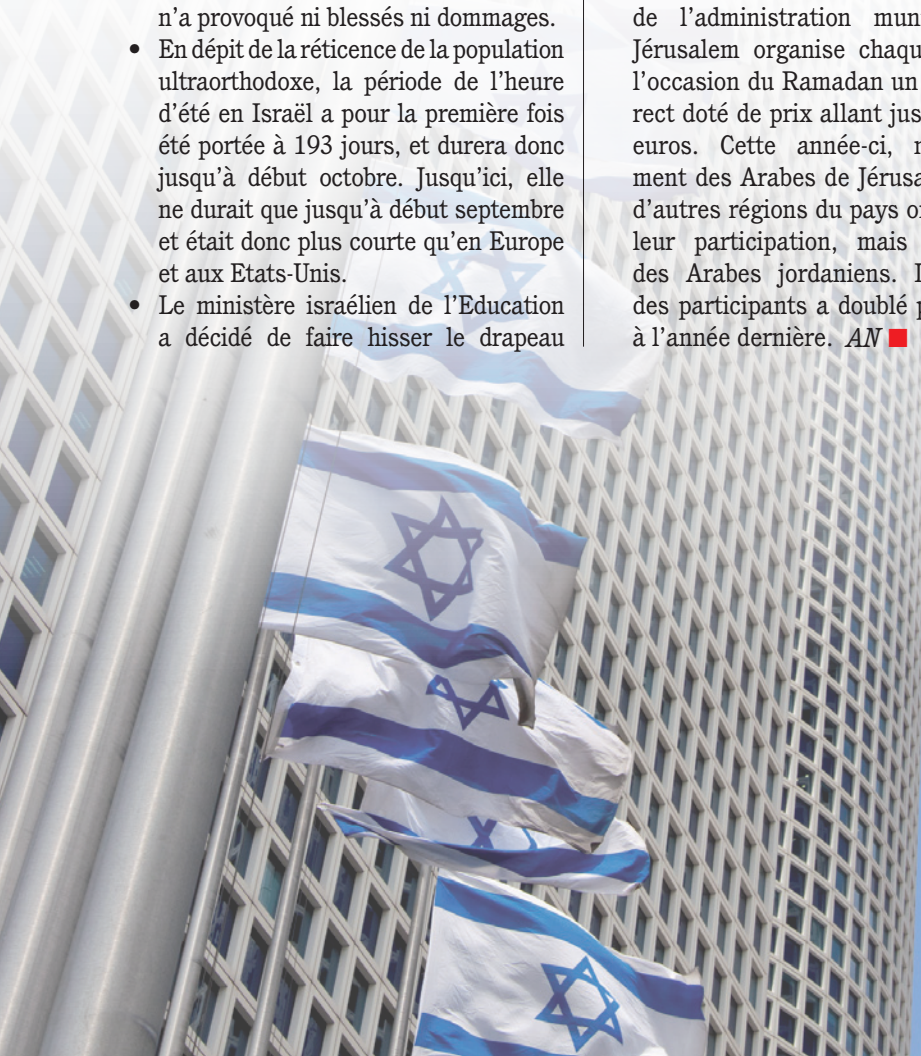 n’a provoqué ni blessés ni dommages.
• En dépit de la réticence de la population
ultraorthodoxe, la période de l’heure
d’été en Israël a pour la première fois
été portée à 193 jours, et durera donc
jusqu’à début octobre. Jusqu’ici, elle
ne durait que jusqu’à début septembre
et était donc plus courte qu’en Europe
et aux Etats-Unis.
• Le ministère israélien de l’Education
a décidé de faire hisser le drapeau
de l’administration mun
Jérusalem organise chaqu
l’occasion du Ramadan un
rect doté de prix allant jus
euros. Cette année-ci, n
ment des Arabes de Jérusa
d’autres régions du pays o
leur participation, mais
des Arabes jordaniens. I
des participants a doublé p
à l’année dernière. AN